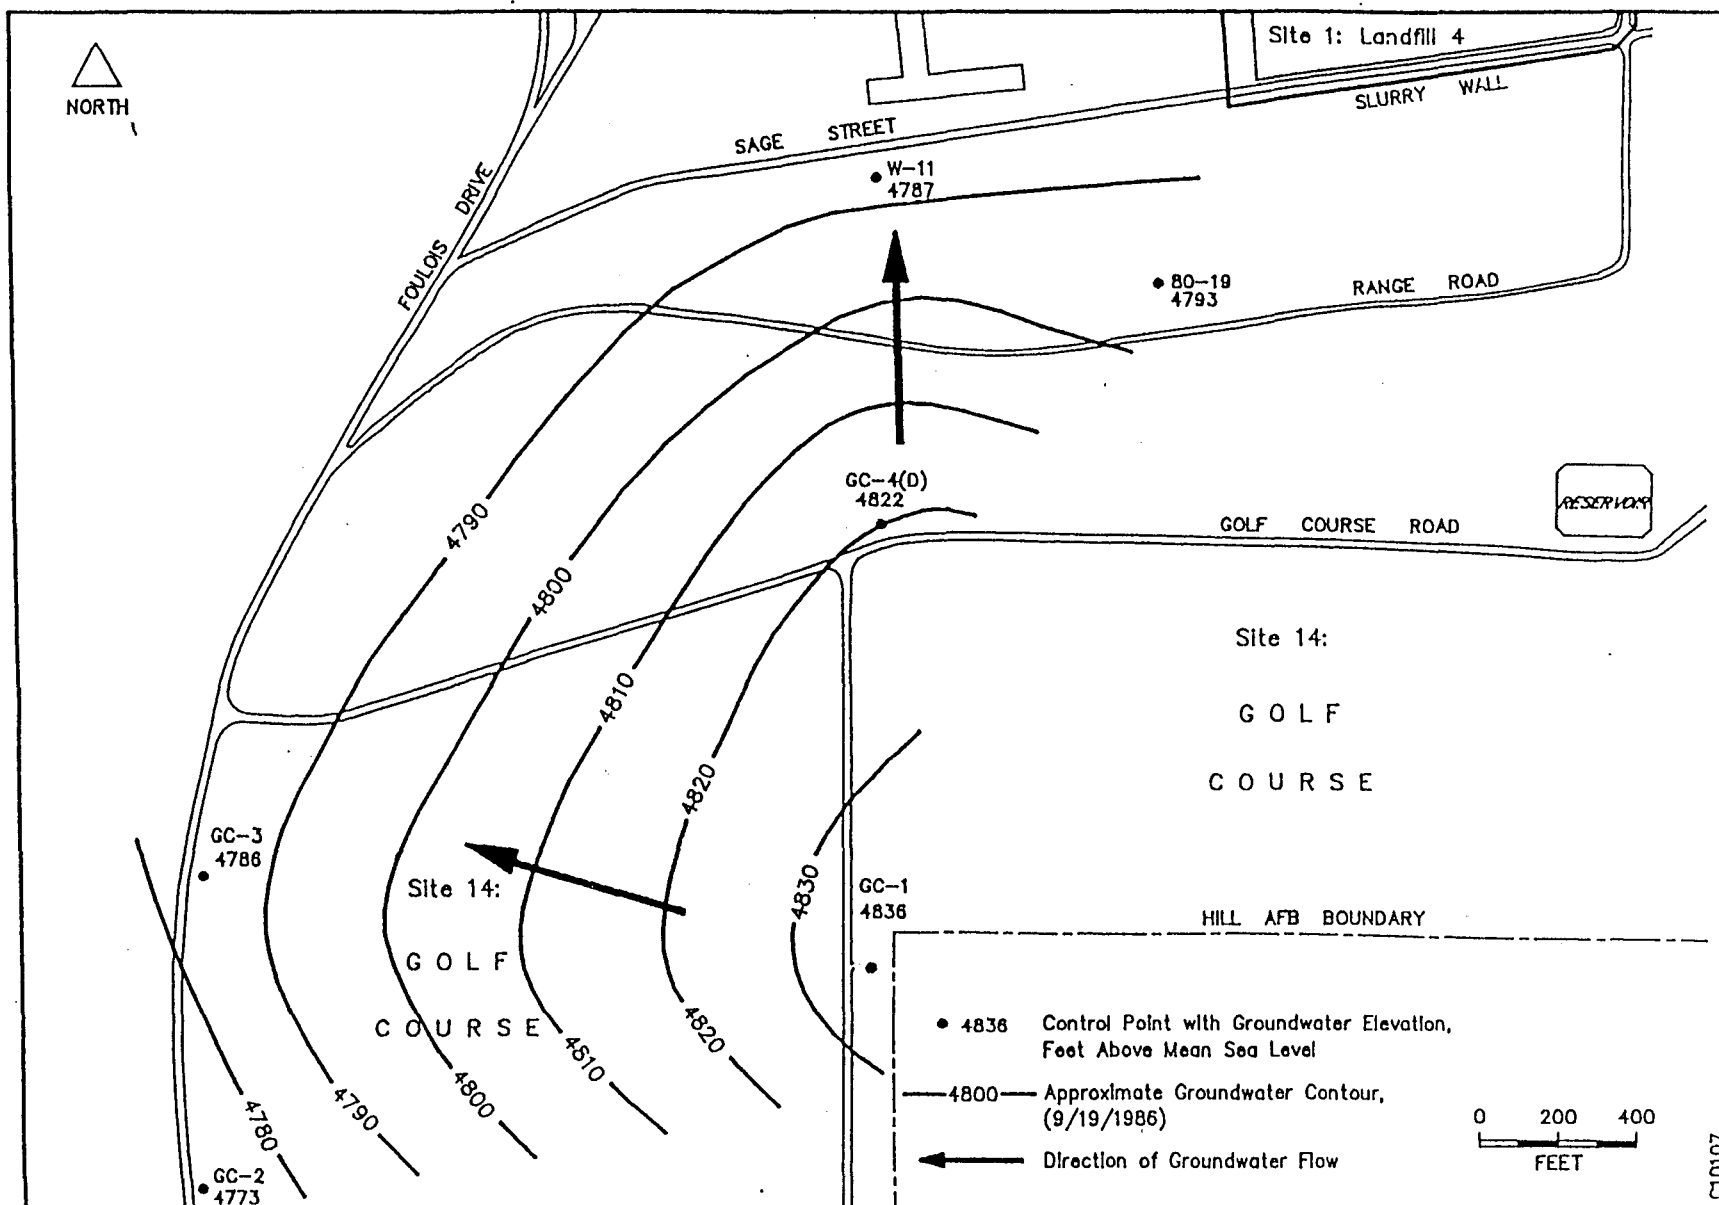 Site 1: Landfill 4
NORTH
SLURRY WALL
SAGE STREET
W-11
4787
FOULOIS DRIVE
80-19
4793
RANGE ROAD
GC-4(D)
4822
RESERVOIR
GOLF COURSE ROAD
4790
4800
Site 14:
GOLF
COURSE
4810
4820
GC-3
4786
4830
GC-1
4836
Site 14:
GOLF
COURSE
HILL AFB BOUNDARY
4836 Control Point with Groundwater Elevation,
Feet Above Mean Sea Level
4820
4810
4800
4790
4780
4800 Approximate Groundwater Contour,
(9/19/1986)
0 200 400
FEET
Direction of Groundwater Flow
GC-2
4773